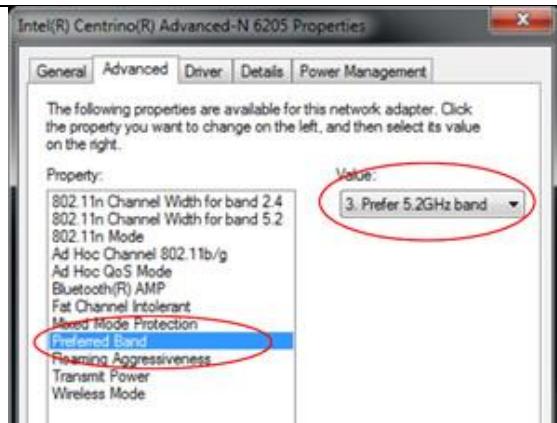 Intel(R) Centrino(R) Advanced-N 6205 Properties
General
Advanced
Driver
Details
Power Management
The following properties are available for this network adapter. Click
the property you want to change on the left, and then select its value
on the right.
Property:
Value:
802.11n Channel Width for band 2.4
802.11n Channel Width for band 5.2
802.11n Mode
Ad Hoc Channel 802.11b/g
Ad Hoc QoS Mode
Bluetooth(R) AMP
Fat Channel Intolerant
Mixed Mode Protection
Preferred Band
Roaming Aggressiveness
Transmit Power
Wireless Mode
3. Prefer 5.2GHz band